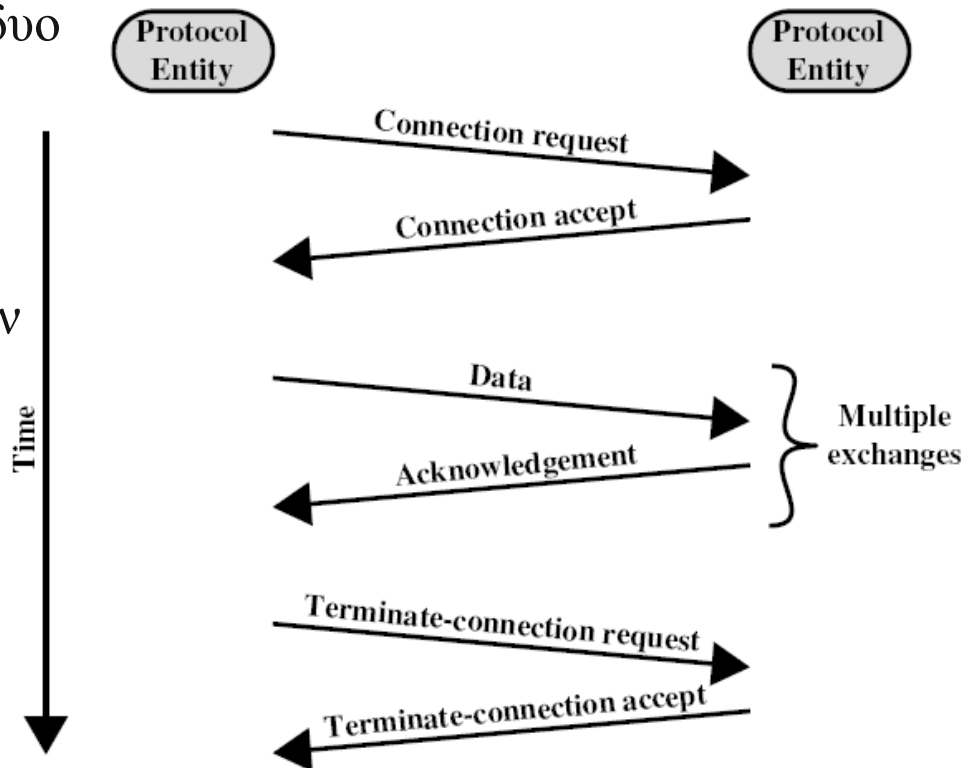 δυο
Protocol
Entity
Protocol
Entity
Connection request
Connection accept
ν
Data
Multiple
exchanges
Time
Acknowledgement
Terminate-connection request
Terminate-connection accept